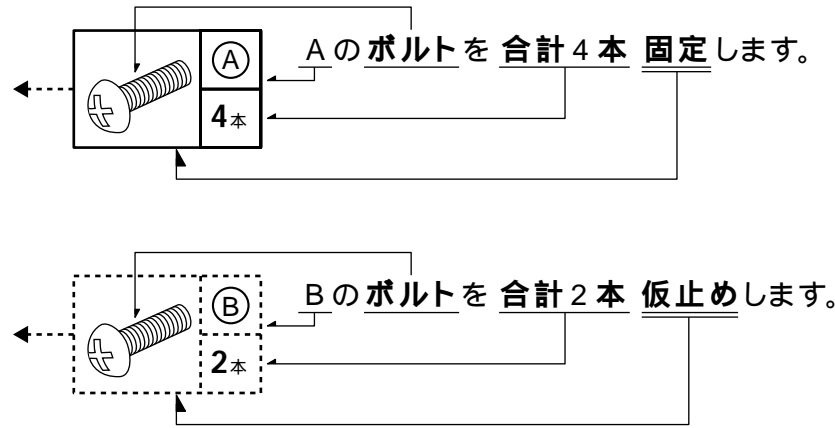 Ⓐ
Aのボルトを 合計4本 固定します。
4本
Ⓑ
Bのボルトを 合計2本 仮止めします。
2本